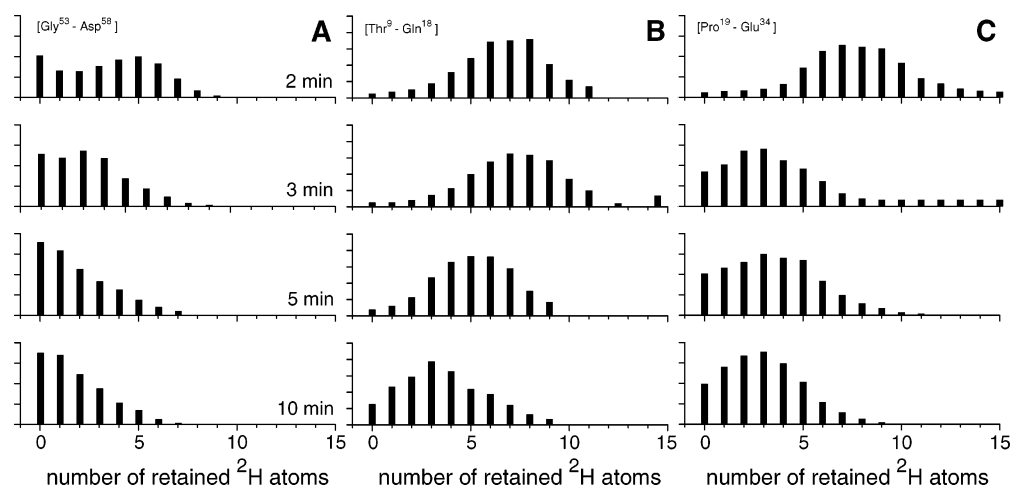 [Gly53 - Asp58] A [Thr9 - Gln18] B [Pro19 - Glu34] C
2 min
3 min
5 min
10 min
0 5 10 15 0 5 10 15 0 5 10 15
number of retained 2H atoms number of retained 2H atoms number of retained 2H atoms